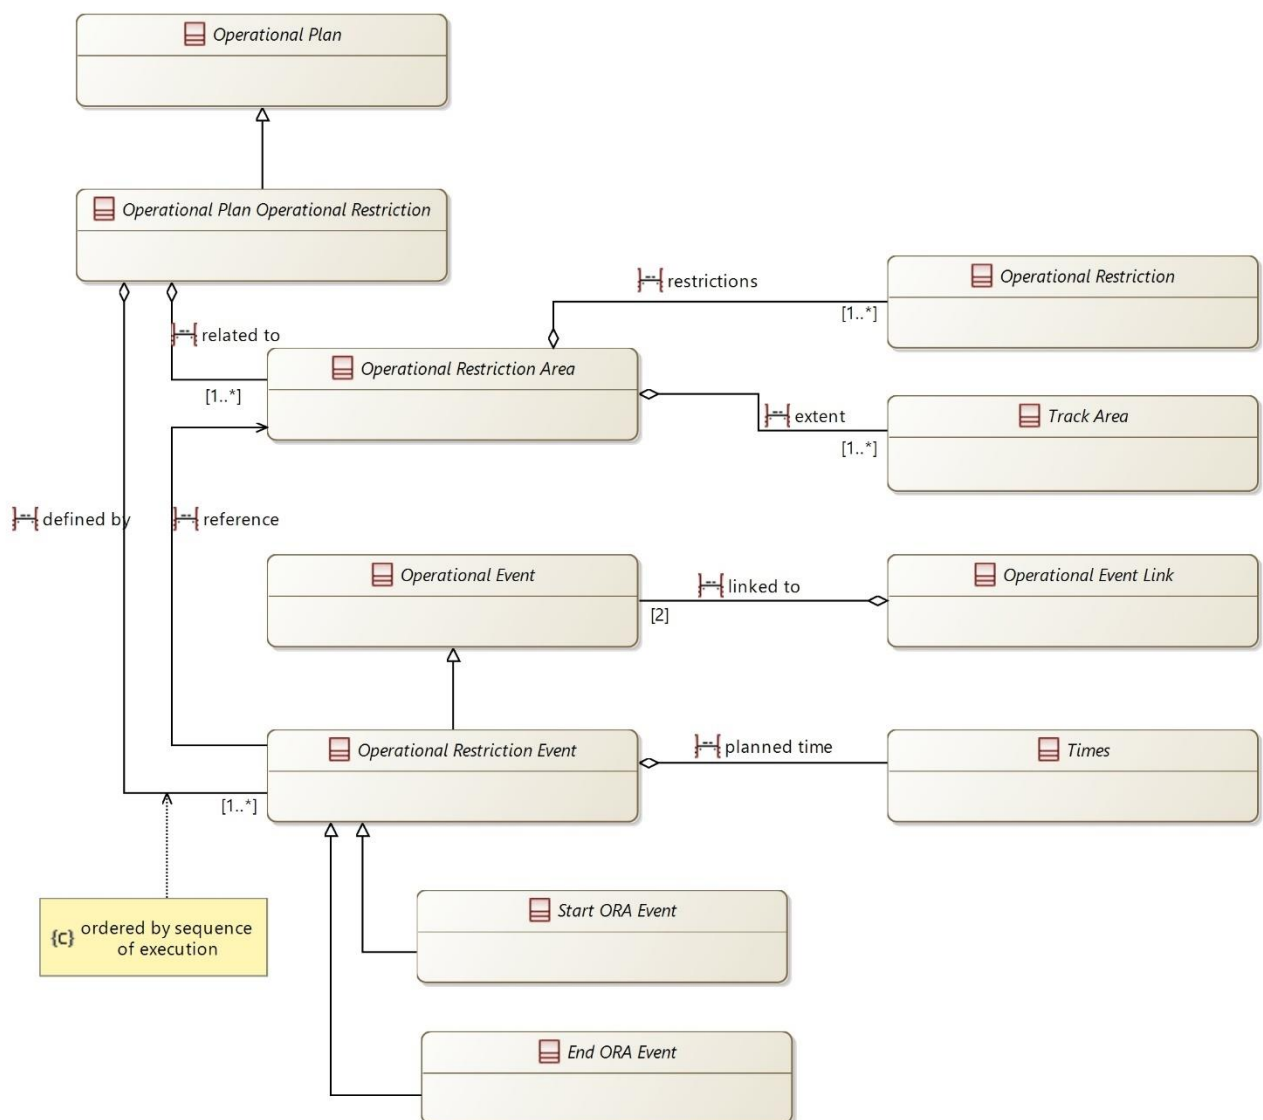 Operational Plan
Operational Plan Operational Restriction
restrictions
Operational Restriction
[1..*]
related to
Operational Restriction Area
[1..*]
extent
Track Area
[1..*]
defined by
reference
Operational Event
linked to
Operational Event Link
[2]
Operational Restriction Event
planned time
Times
[1..*]
{C} ordered by sequence
of execution
Start ORA Event
End ORA Event